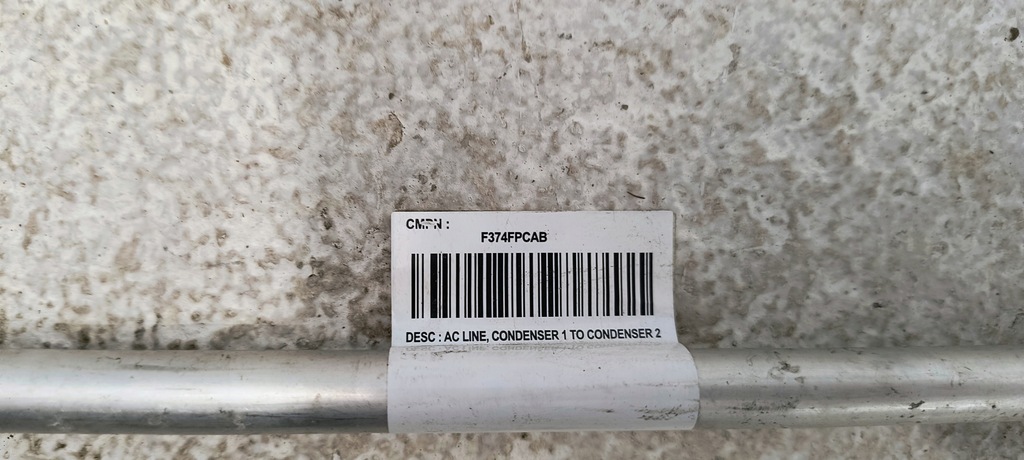 CMPN :
F374FPCAB
DESC : AC LINE, CONDENSER 1 TO CONDENSER 2